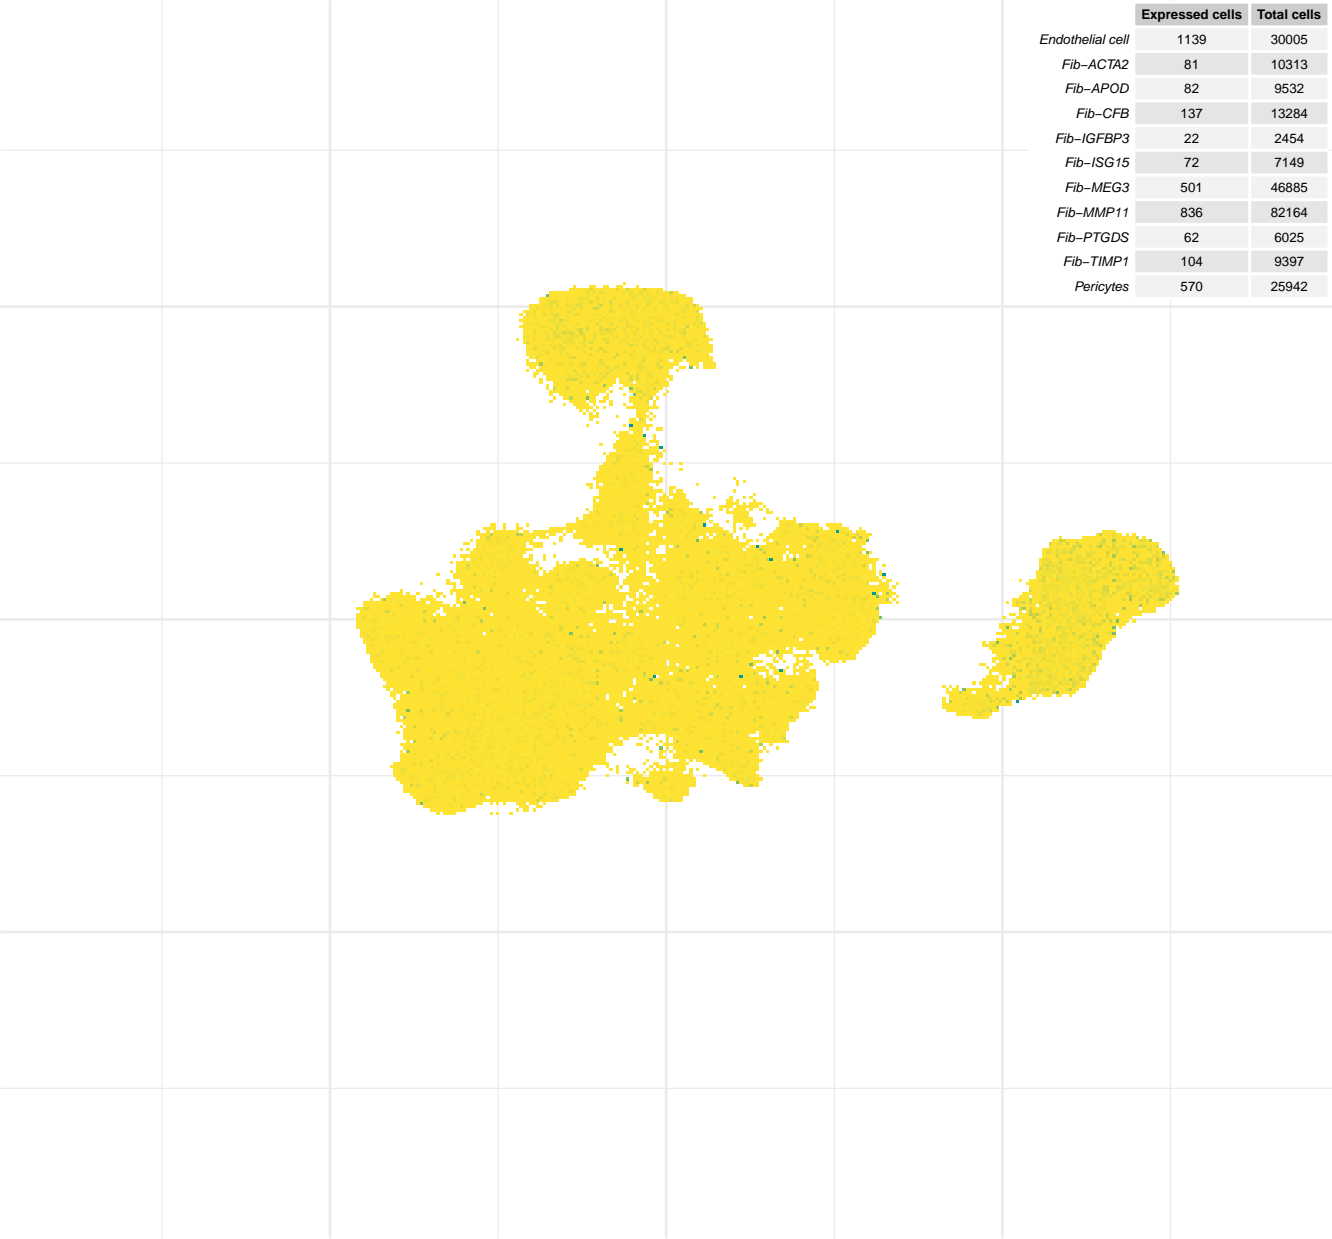 Expressed cells Total cells
Endothelial cell 1139 30005
Fib−ACTA2 81 10313
Fib−APOD 82 9532
Fib−CFB 137 13284
Fib−IGFBP3 22 2454
Fib−ISG15 72 7149
Fib−MEG3 501 46885
Fib−MMP11 836 82164
Fib−PTGDS 62 6025
Fib−TIMP1 104 9397
Pericytes 570 25942